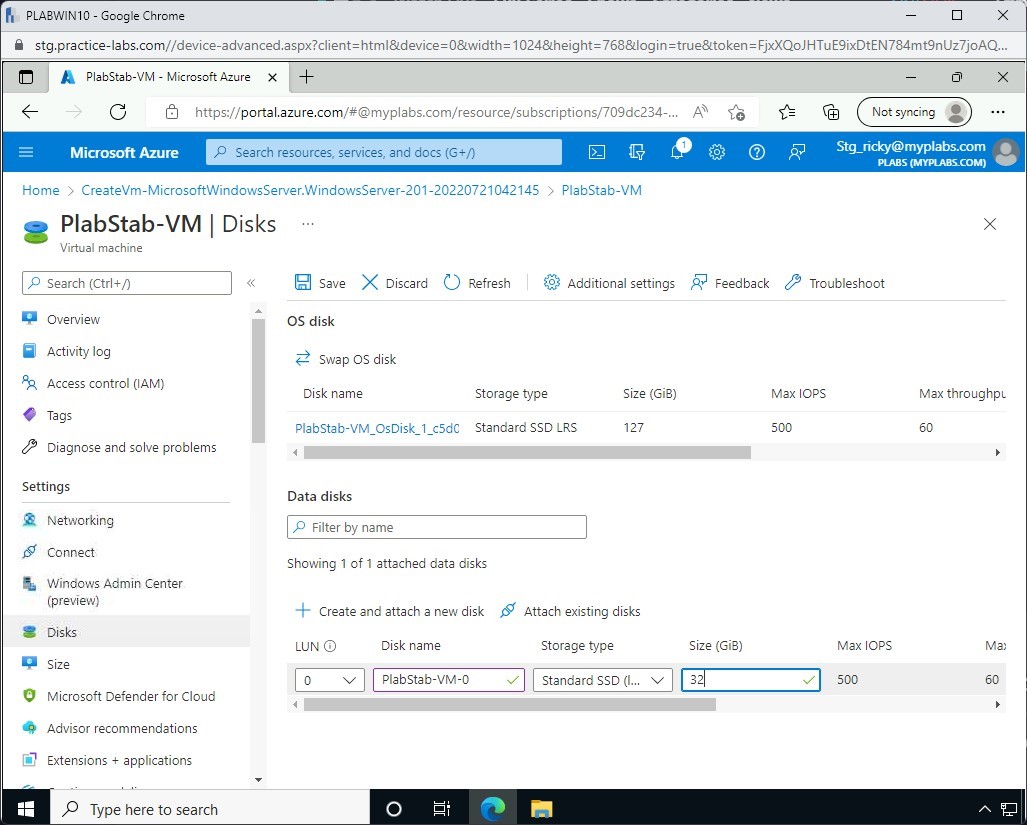 PLABWIN10 - Google Chrome
stg.practice-labs.com//device-advanced.aspx?client=html&device=0&width=1024&height=768&login=true&token=FjxXQoJHTuE9ixDtEN784mt9nUz7joAQ...
PlabStab-VM - Microsoft Azure
https://portal.azure.com/#@myplabs.com/resource/subscriptions/709dc234-...
Not syncing
Microsoft Azure
Search resources, services, and docs (G+/)
1
Stg_ricky@myplabs.com
PLABS (MYPLABS.COM)
Home > CreateVm-MicrosoftWindowsServer.WindowsServer-201-20220721042145 > PlabStab-VM
PlabStab-VM | Disks ...
Virtual machine
Search (Ctrl+/)
Overview
Activity log
Access control (IAM)
Tags
Diagnose and solve problems
Settings
Networking
Connect
Windows Admin Center
(preview)
Disks
Size
Microsoft Defender for Cloud
Advisor recommendations
Extensions + applications
Save Discard Refresh Additional settings Feedback Troubleshoot
OS disk
Swap OS disk
Disk name Storage type Size (GiB) Max IOPS Max throughpu
PlabStab-VM_OsDisk_1_c5d0 Standard SSD LRS 127 500 60
Data disks
Filter by name
Showing 1 of 1 attached data disks
Create and attach a new disk Attach existing disks
LUN Disk name Storage type Size (GiB) Max IOPS Max
0 PlabStab-VM-0 Standard SSD (l... 32 500 60
Type here to search